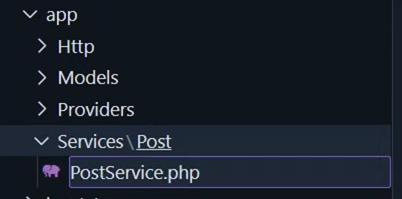 app
Http
Models
Providers
Services\Post
PostService.php